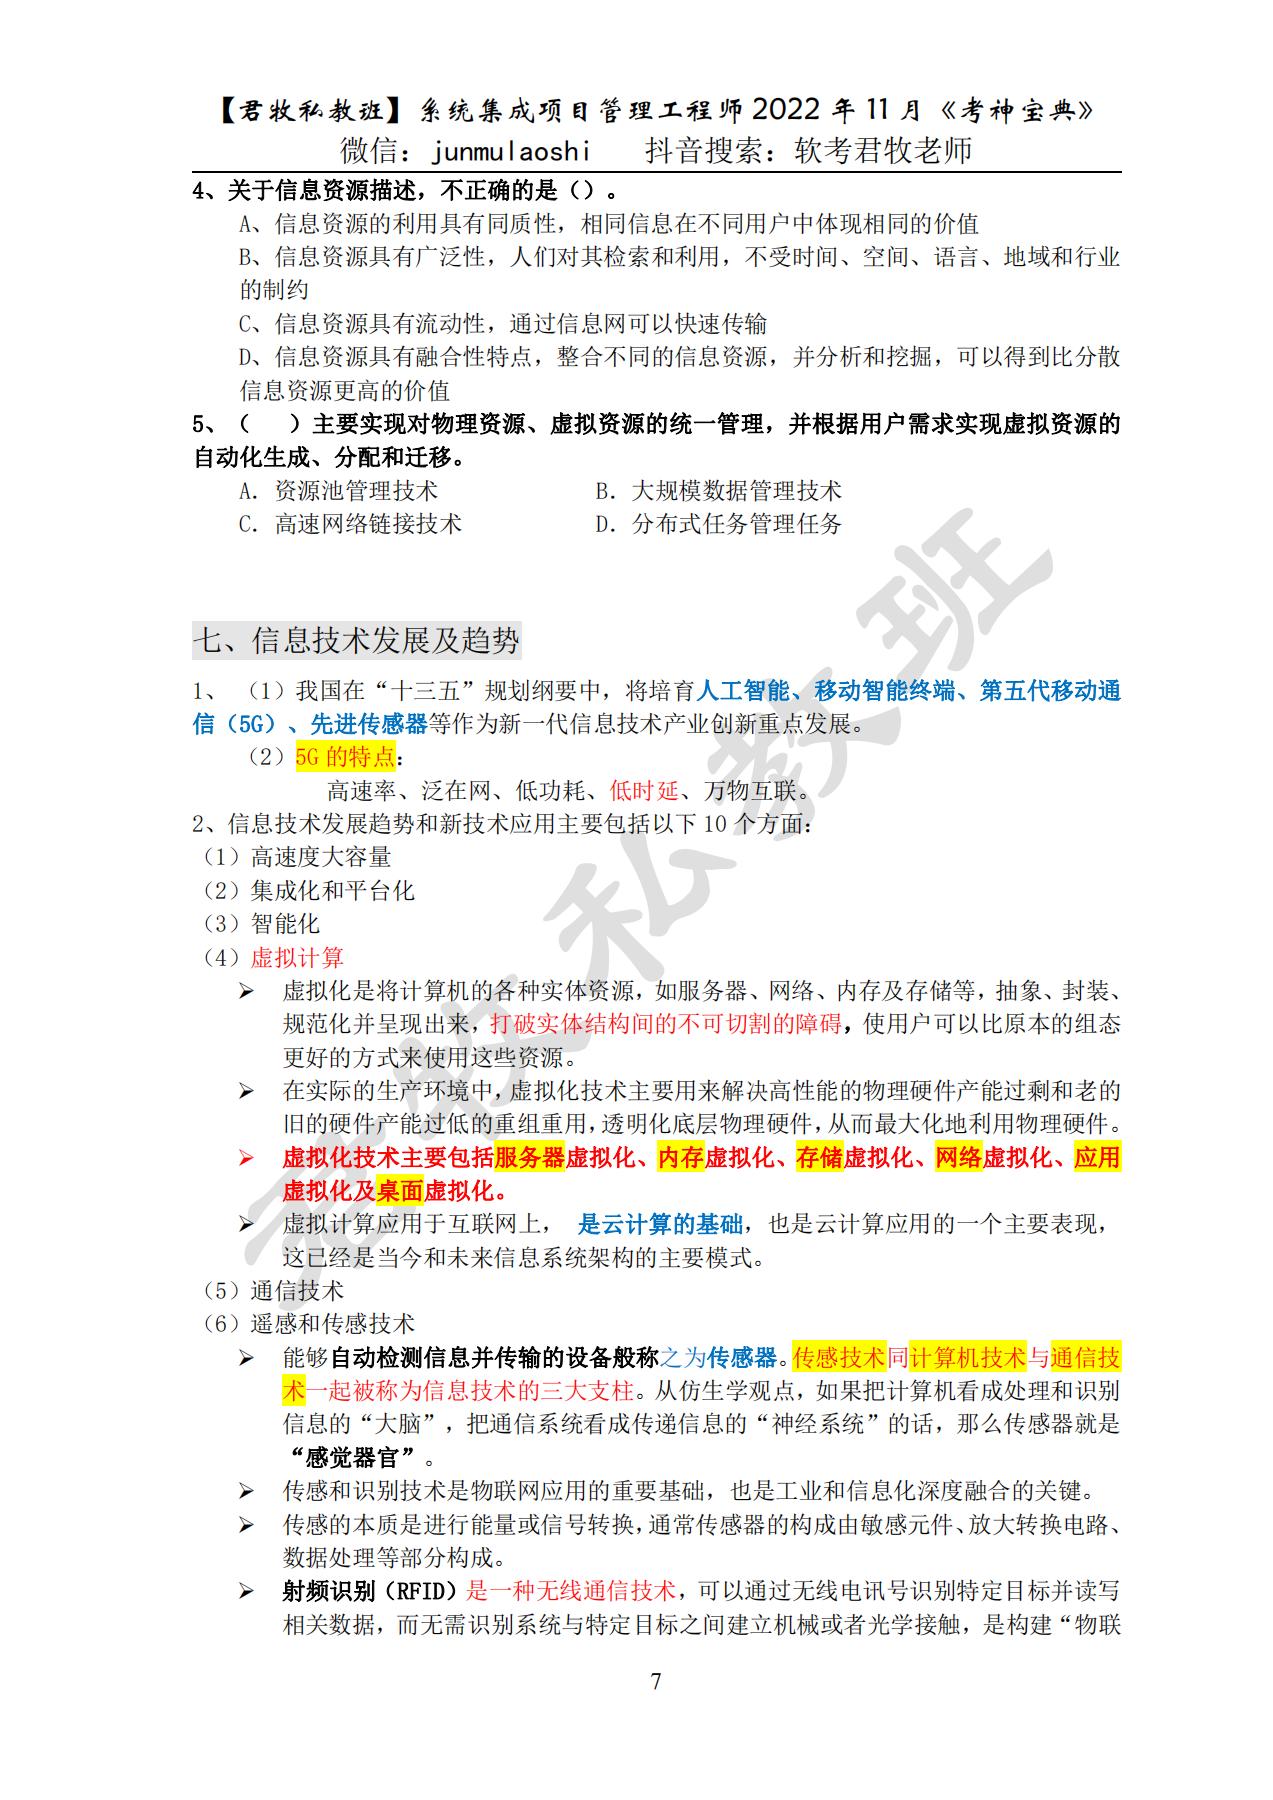 【君牧私教班】系统集成项目管理工程师 2022 年 11 月《考神宝典》
微信：junmulaoshi 抖音搜索：软考君牧老师
4、关于信息资源描述，不正确的是（）。
A、信息资源的利用具有同质性，相同信息在不同用户中体现相同的价值
B、信息资源具有广泛性，人们对其检索和利用，不受时间、空间、语言、地域和行业
的制约
C、信息资源具有流动性，通过信息网可以快速传输
D、信息资源具有融合性特点，整合不同的信息资源，并分析和挖掘，可以得到比分散
信息资源更高的价值
5、（ ）主要实现对物理资源、虚拟资源的统一管理，并根据用户需求实现虚拟资源的
自动化生成、分配和迁移。
A. 资源池管理技术 B. 大规模数据管理技术
C. 高速网络链接技术 D. 分布式任务管理任务
七、信息技术发展及趋势
1、（1）我国在“十三五”规划纲要中，将培育人工智能、移动智能终端、第五代移动通
信（5G）、先进传感器等作为新一代信息技术产业创新重点发展。
（2）5G 的特点：
高速率、泛在网、低功耗、低时延、万物互联。
2、信息技术发展趋势和新技术应用主要包括以下 10 个方面：
（1）高速度大容量
（2）集成化和平台化
（3）智能化
（4）虚拟计算
➢ 虚拟化是将计算机的各种实体资源，如服务器、网络、内存及存储等，抽象、封装、
规范化并呈现出来，打破实体结构间的不可切割的障碍，使用户可以比原本的组态
更好的方式来使用这些资源。
➢ 在实际的生产环境中，虚拟化技术主要用来解决高性能的物理硬件产能过剩和老的
旧的硬件产能过低的重组重用，透明化底层物理硬件，从而最大化地利用物理硬件。
➢ 虚拟化技术主要包括服务器虚拟化、内存虚拟化、存储虚拟化、网络虚拟化、应用
虚拟化及桌面虚拟化。
➢ 虚拟计算应用于互联网上， 是云计算的基础，也是云计算应用的一个主要表现，
这已经是当今和未来信息系统架构的主要模式。
（5）通信技术
（6）遥感和传感技术
➢ 能够自动检测信息并传输的设备般称之为传感器。传感技术同计算机技术与通信技
术一起被称为信息技术的三大支柱。从仿生学观点，如果把计算机看成处理和识别
信息的“大脑”，把通信系统看成传递信息的“神经系统”的话，那么传感器就是
“感觉器官”。
➢ 传感和识别技术是物联网应用的重要基础，也是工业和信息化深度融合的关键。
➢ 传感的本质是进行能量或信号转换，通常传感器的构成由敏感元件、放大转换电路、
数据处理等部分构成。
➢ 射频识别（RFID）是一种无线通信技术，可以通过无线电讯号识别特定目标并读写
相关数据，而无需识别系统与特定目标之间建立机械或者光学接触，是构建“物联
7
君牧私教班